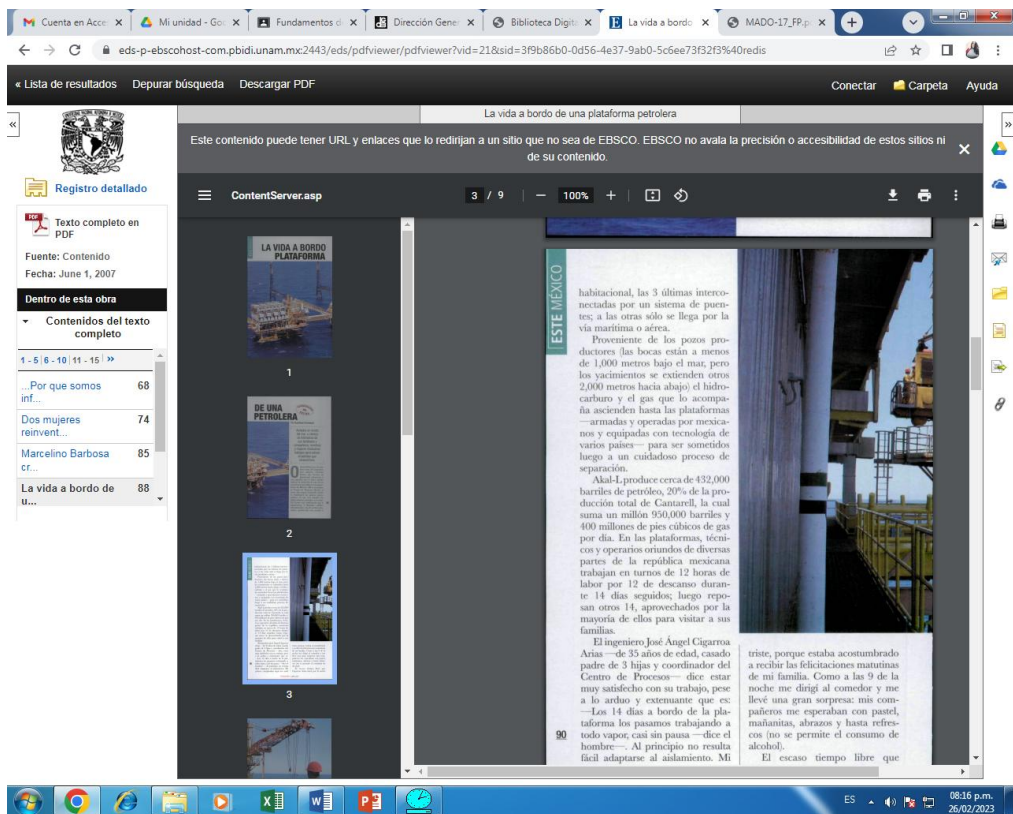 Cuenta en Acce
Mi unidad - Goo
Fundamentos d
Dirección Gener
Biblioteca Digita
La vida a bordo
MADO-17_FP.p
eds-p-ebscohost-com.pbidi.unam.mx:2443/eds/pdfviewer/pdfviewer?vid=21&sid=3f9b86b0-0d56-4e37-9ab0-5c6ee73f32f3%40redis
« Lista de resultados Depurar búsqueda Descargar PDF
Conectar Carpeta Ayuda
La vida a bordo de una plataforma petrolera
Este contenido puede tener URL y enlaces que lo redirijan a un sitio que no sea de EBSCO. EBSCO no avala la precisión o accesibilidad de estos sitios ni
de su contenido.
Registro detallado
PDF
Texto completo en
PDF
Fuente: Contenido
Fecha: June 1, 2007
Dentro de esta obra
Contenidos del texto
completo
1 - 5 6 - 10 11 - 15 »
...Por que somos
inf...
68
Dos mujeres
reinvent...
74
Marcelino Barbosa
cr...
85
La vida a bordo de
u...
88
ContentServer.asp
3 / 9
100%
LA VIDA A BORDO
PLATAFORMA
1
DE UNA
PETROLERA
2
3
ESTE MÉXICO
habitacional, las 3 últimas interco-
nectadas por un sistema de puen-
tes; a las otras sólo se llega por la
vía marítima o aérea.
Proveniente de los pozos pro-
ductores (las bocas están a menos
de 1,000 metros bajo el mar, pero
los yacimientos se extienden otros
2,000 metros hacia abajo) el hidro-
carburo y el gas que lo acompa-
ña ascienden hasta las plataformas
—armadas y operadas por mexica-
nos y equipadas con tecnología de
varios países— para ser sometidos
luego a un cuidadoso proceso de
separación.
Akal-L produce cerca de 432,000
barriles de petróleo, 20% de la pro-
ducción total de Cantarell, la cual
suma un millón 950,000 barriles y
400 millones de pies cúbicos de gas
por día. En las plataformas, técni-
cos y operarios oriundos de diversas
partes de la república mexicana
trabajan en turnos de 12 horas de
labor por 12 de descanso duran-
te 14 días seguidos; luego repo-
san otros 14, aprovechados por la
mayoría de ellos para visitar a sus
familias.
El ingeniero José Ángel Cigarroa
Arias —de 35 años de edad, casado
padre de 3 hijas y coordinador del
Centro de Procesos— dice estar
muy satisfecho con su trabajo, pese
a lo arduo y extenuante que es:
—Los 14 días a bordo de la pla-
taforma los pasamos trabajando a
todo vapor, casi sin pausa —dice el
hombre—. Al principio no resulta
fácil adaptarse al aislamiento. Mi
90
triste, porque estaba acostumbrado
a recibir las felicitaciones matutinas
de mi familia. Como a las 9 de la
noche me dirigí al comedor y me
llevé una gran sorpresa: mis com-
pañeros me esperaban con pastel,
mañanitas, abrazos y hasta refres-
cos (no se permite el consumo de
alcohol).
El escaso tiempo libre que
ES
08:16 p.m.
26/02/2023